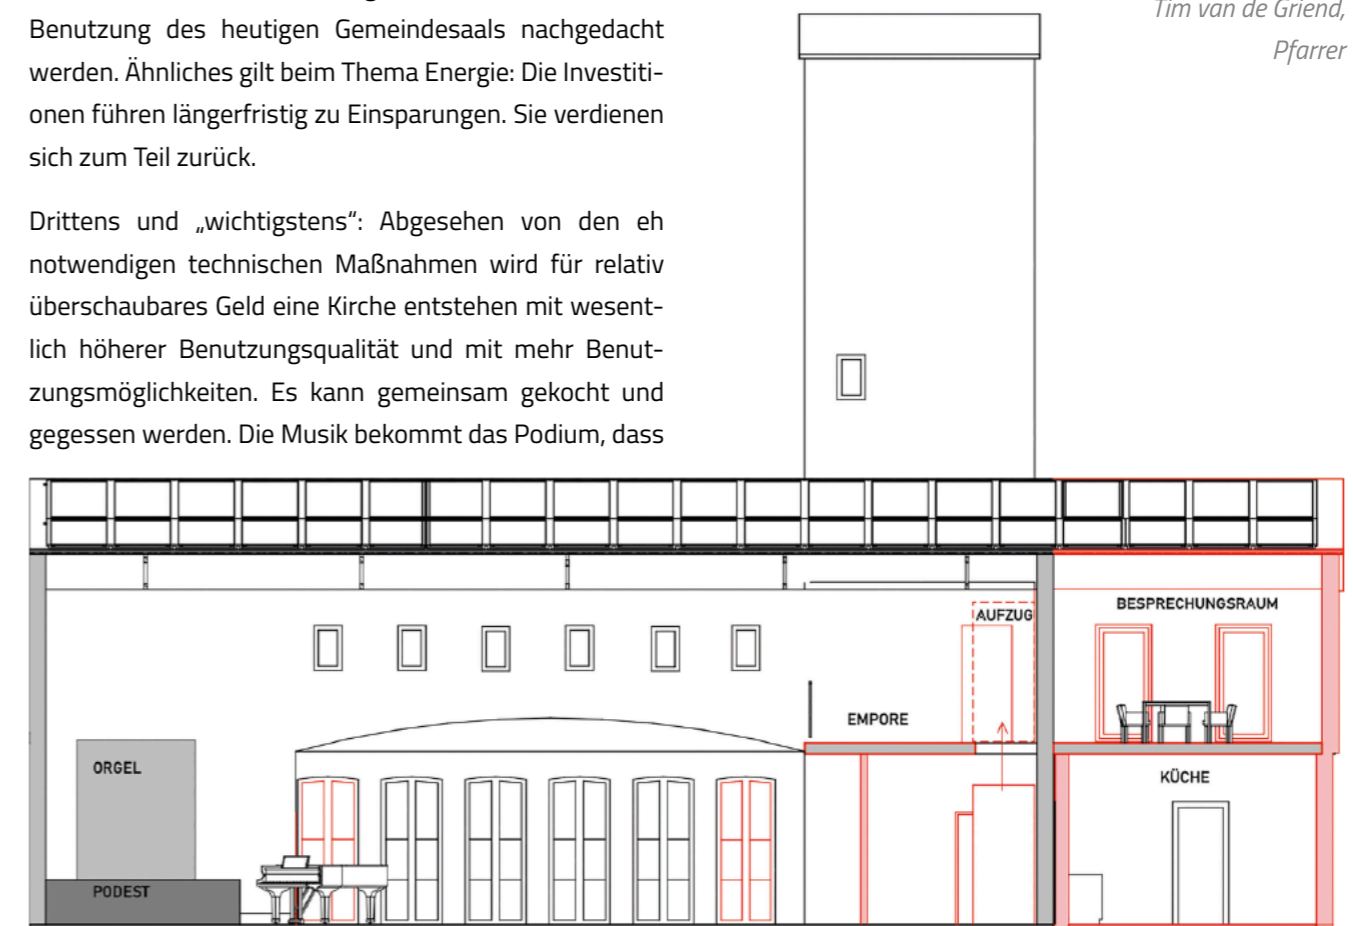 Benutzung des heutigen Gemeindesaals nachgedacht
werden. Ähnliches gilt beim Thema Energie: Die Investiti-
onen führen längerfristig zu Einsparungen. Sie verdienen
sich zum Teil zurück.
Drittens und „wichtigstens“: Abgesehen von den eh
notwendigen technischen Maßnahmen wird für relativ
überschaubares Geld eine Kirche entstehen mit wesent-
lich höherer Benutzungsqualität und mit mehr Benut-
zungsmöglichkeiten. Es kann gemeinsam gekocht und
gegessen werden. Die Musik bekommt das Podium, dass
Tim van de Griend,
Pfarrer
BESPRECHUNGSRAUM
AUFZUG
EMPORE
ORGEL
KÜCHE
PODEST